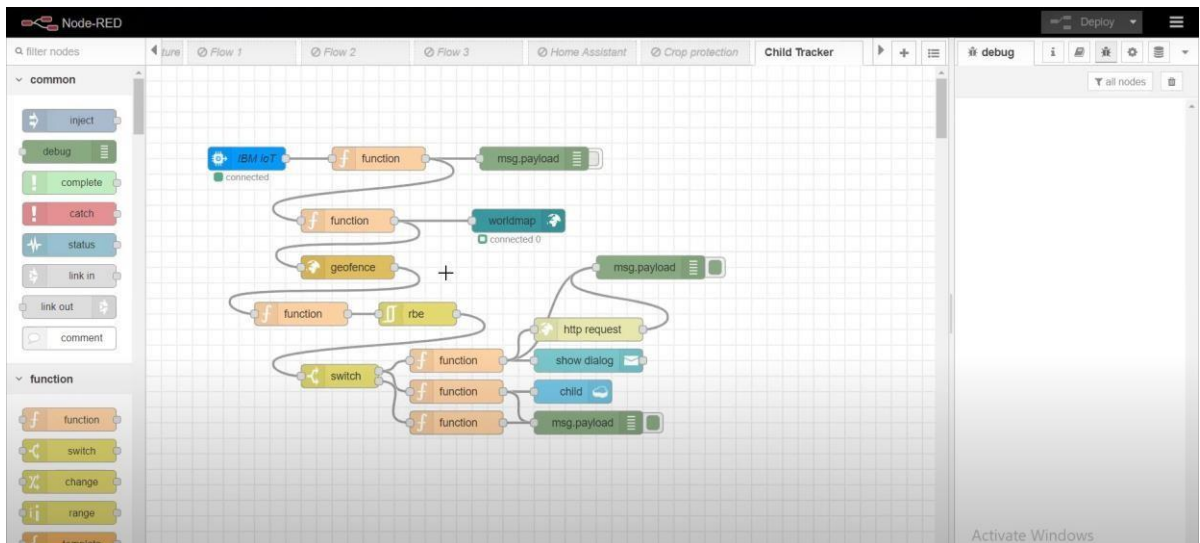 Node-RED
Deploy
filter nodes
ture
Flow 1
Flow 2
Flow 3
Home Assistant
Crop protection
Child Tracker
debug
i
all nodes
common
inject
debug
complete
catch
status
link in
link out
comment
function
function
switch
change
range
template
IBM IoT
connected
function
msg.payload
function
worldmap
connected 0
geofence
msg.payload
function
rbe
http request
switch
function
show dialog
function
child
function
msg.payload
Activate Windows